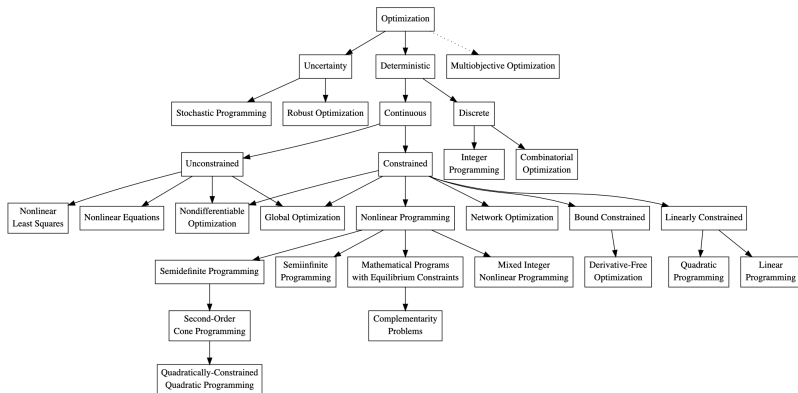 Optimization
Uncertainty
Deterministic
Multiobjective Optimization
Stochastic Programming
Robust Optimization
Continuous
Discrete
Unconstrained
Constrained
Integer
Programming
Combinatorial
Optimization
Nonlinear
Least Squares
Nonlinear Equations
Nondifferentiable
Optimization
Global Optimization
Nonlinear Programming
Network Optimization
Bound Constrained
Linearly Constrained
Semidefinite Programming
Semiinfinite
Programming
Mathematical Programs
with Equilibrium Constraints
Mixed Integer
Nonlinear Programming
Derivative-Free
Optimization
Quadratic
Programming
Linear
Programming
Second-Order
Cone Programming
Complementarity
Problems
Quadratically-Constrained
Quadratic Programming